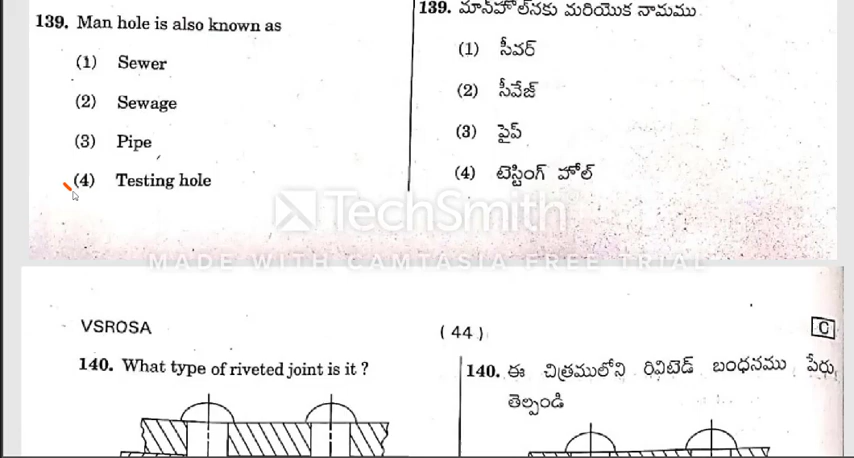 139. Man hole is also known as
(1) Sewer
(2) Sewage
(3) Pipe
(4) Testing hole
139. మాన్‌హోల్‌నకు మరియొక నామము
(1) సీవర్
(2) సీవేజ్
(3) పైప్
(4) టెస్టింగ్ హోల్
TechSmith
MADE WITH CAMTASIA FREE TRIAL
VSROSA
( 44 )
C
140. What type of riveted joint is it ?
140. ఈ చిత్రములోని రివిటెడ్ బంధనము పేరు
తెల్పండి